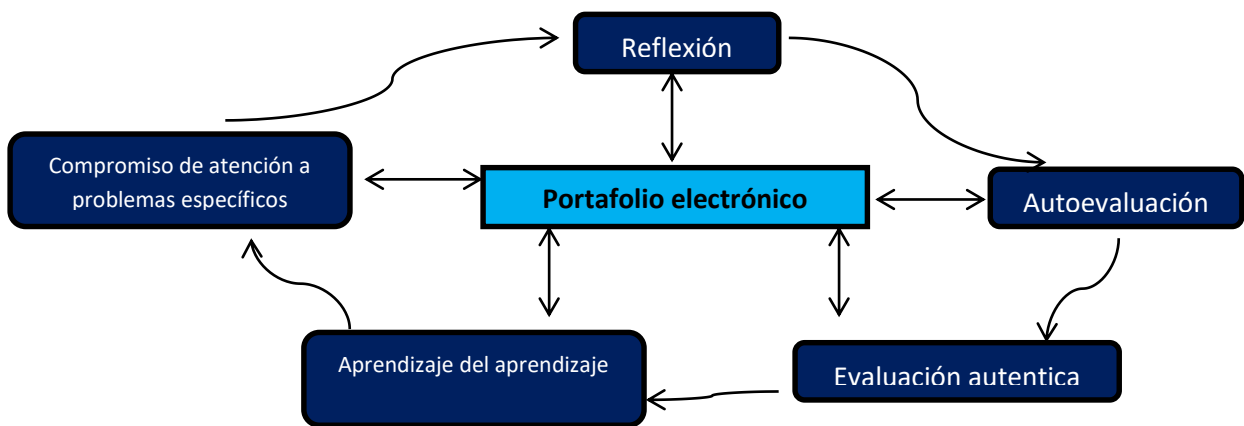 Reflexión
Compromiso de atención a
problemas específicos
Portafolio electrónico
Autoevaluación
Aprendizaje del aprendizaje
Evaluación autentica